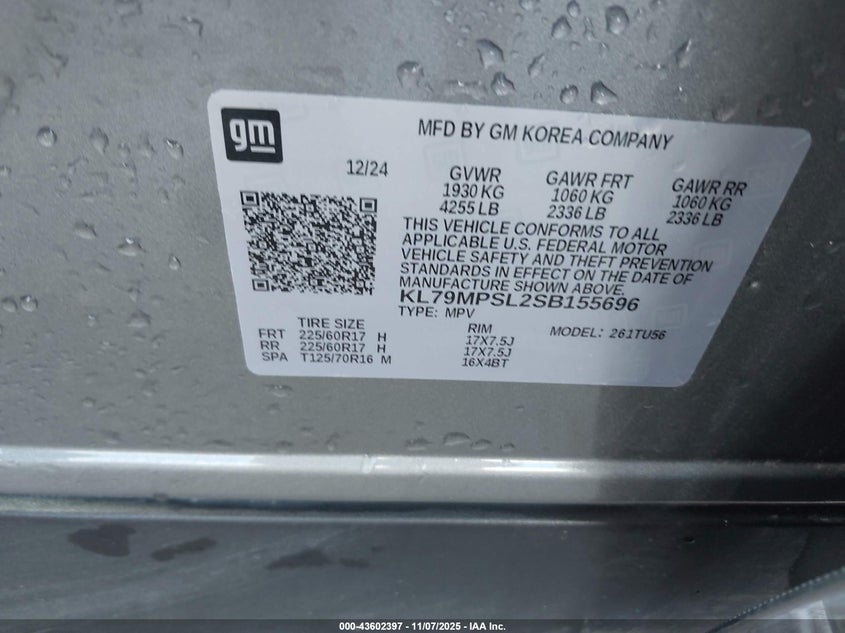 gm
MFD BY GM KOREA COMPANY
12/24
GVWR
1930 KG
4255 LB
GAWR FRT
1060 KG
2336 LB
GAWR RR
1060 KG
2336 LB
THIS VEHICLE CONFORMS TO ALL
APPLICABLE U.S. FEDERAL MOTOR
VEHICLE SAFETY AND THEFT PREVENTION
STANDARDS IN EFFECT ON THE DATE OF
MANUFACTURE SHOWN ABOVE.
KL79MPSL2SB155696
TYPE: MPV
TIRE SIZE
FRT 225/60R17 H
RR 225/60R17 H
SPA T125/70R16 M
RIM
17X7.5J
17X7.5J
16X4BT
MODEL: 261TU56
000-43602397 - 11/07/2025 - IAA Inc.